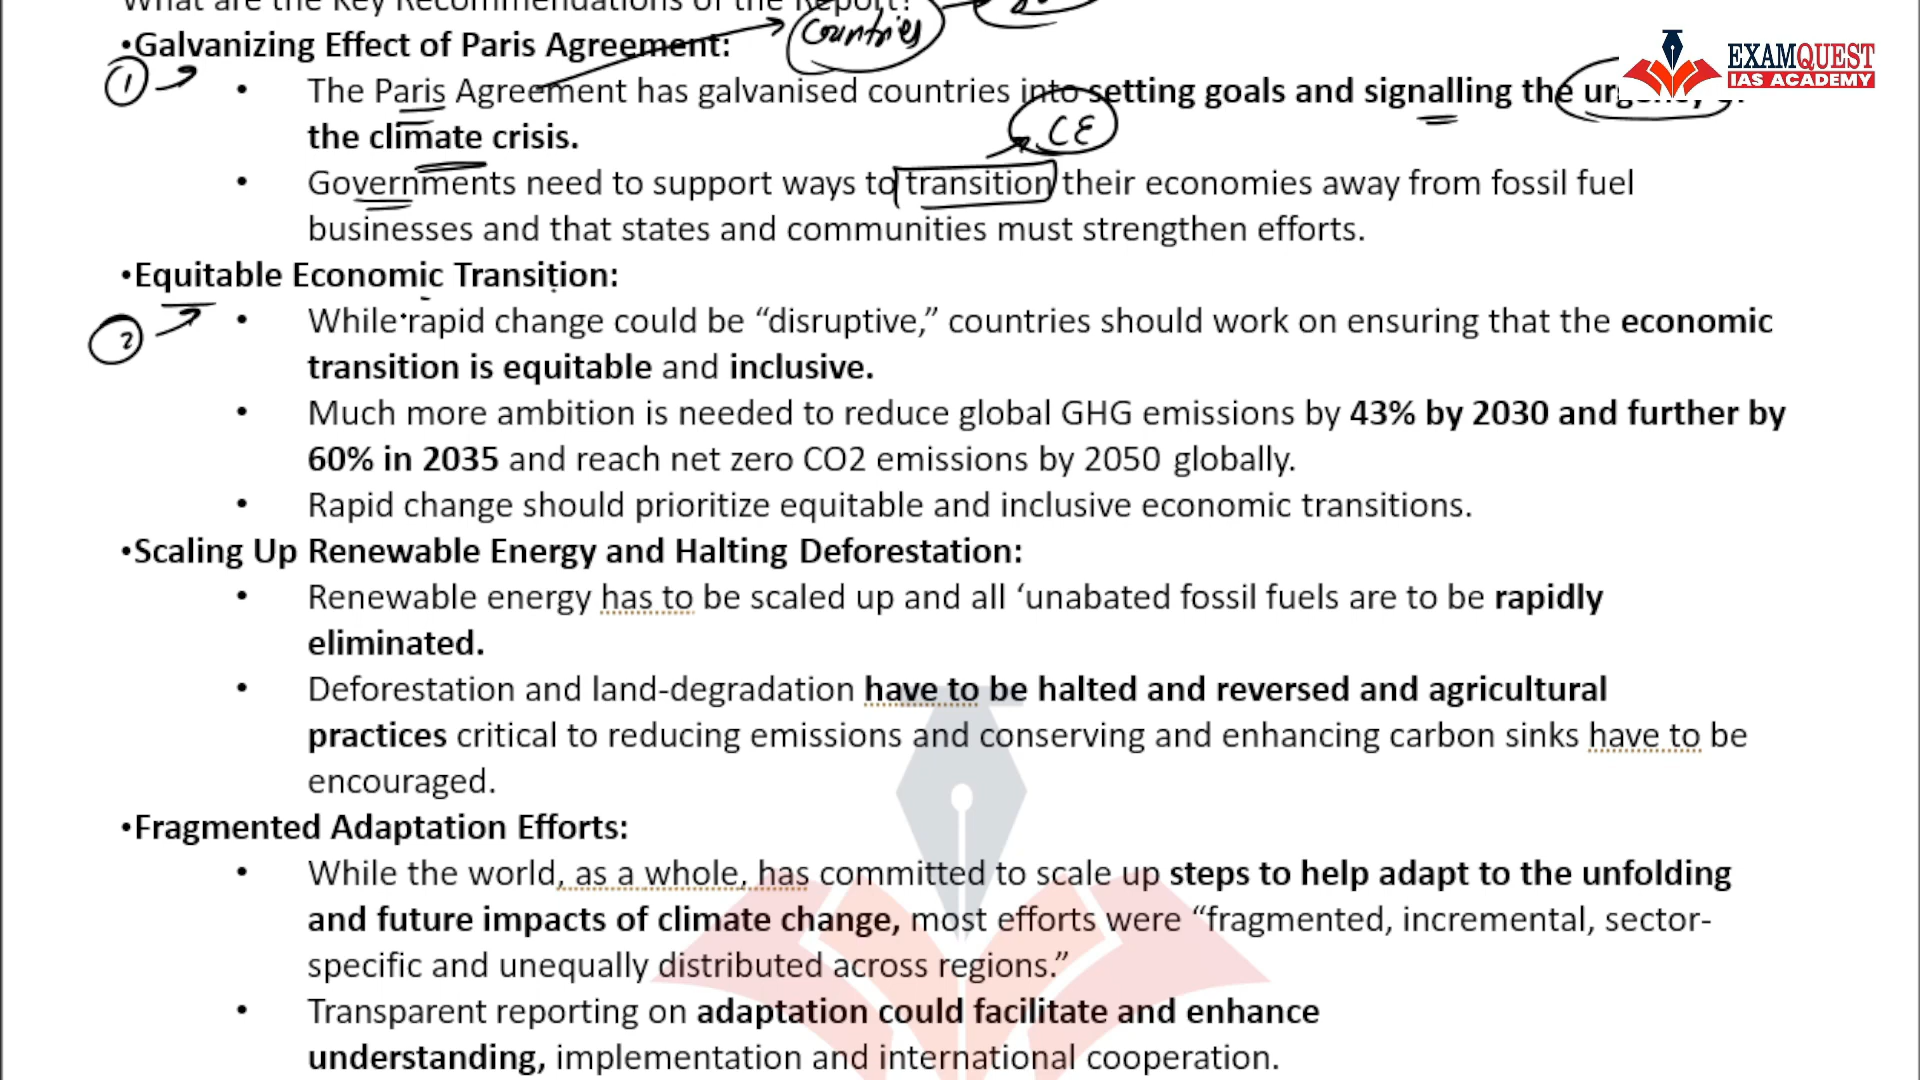 What are the Key Recommendations of the Report?
Countries
•Galvanizing Effect of Paris Agreement:
EXAMQUEST
IAS ACADEMY
1
• The Paris Agreement has galvanised countries into setting goals and signalling the
the climate crisis.
CE
• Governments need to support ways to transition their economies away from fossil fuel
businesses and that states and communities must strengthen efforts.
•Equitable Economic Transition:
2
• While rapid change could be “disruptive,” countries should work on ensuring that the economic
transition is equitable and inclusive.
• Much more ambition is needed to reduce global GHG emissions by 43% by 2030 and further by
60% in 2035 and reach net zero CO2 emissions by 2050 globally.
• Rapid change should prioritize equitable and inclusive economic transitions.
•Scaling Up Renewable Energy and Halting Deforestation:
• Renewable energy has to be scaled up and all ‘unabated fossil fuels are to be rapidly
eliminated.
• Deforestation and land-degradation have to be halted and reversed and agricultural
practices critical to reducing emissions and conserving and enhancing carbon sinks have to be
encouraged.
•Fragmented Adaptation Efforts:
• While the world, as a whole, has committed to scale up steps to help adapt to the unfolding
and future impacts of climate change, most efforts were “fragmented, incremental, sector-
specific and unequally distributed across regions.”
• Transparent reporting on adaptation could facilitate and enhance
understanding, implementation and international cooperation.